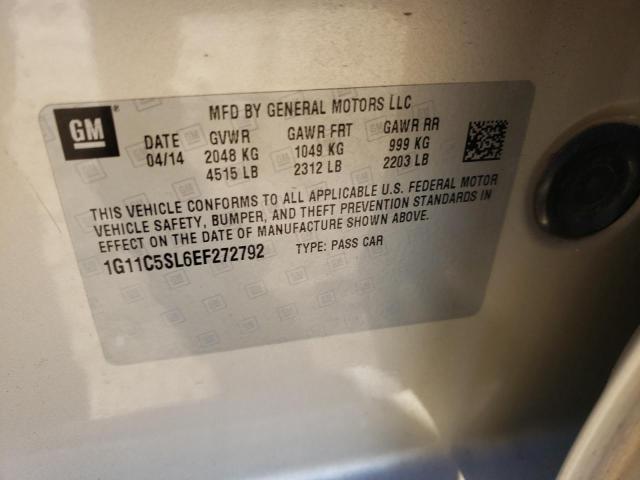 GM
MFD BY GENERAL MOTORS LLC
DATE GVWR GAWR FRT GAWR RR
04/14 2048 KG 1049 KG 999 KG
4515 LB 2312 LB 2203 LB
THIS VEHICLE CONFORMS TO ALL APPLICABLE U.S. FEDERAL MOTOR
VEHICLE SAFETY, BUMPER, AND THEFT PREVENTION STANDARDS IN
EFFECT ON THE DATE OF MANUFACTURE SHOWN ABOVE.
1G11C5SL6EF272792 TYPE: PASS CAR